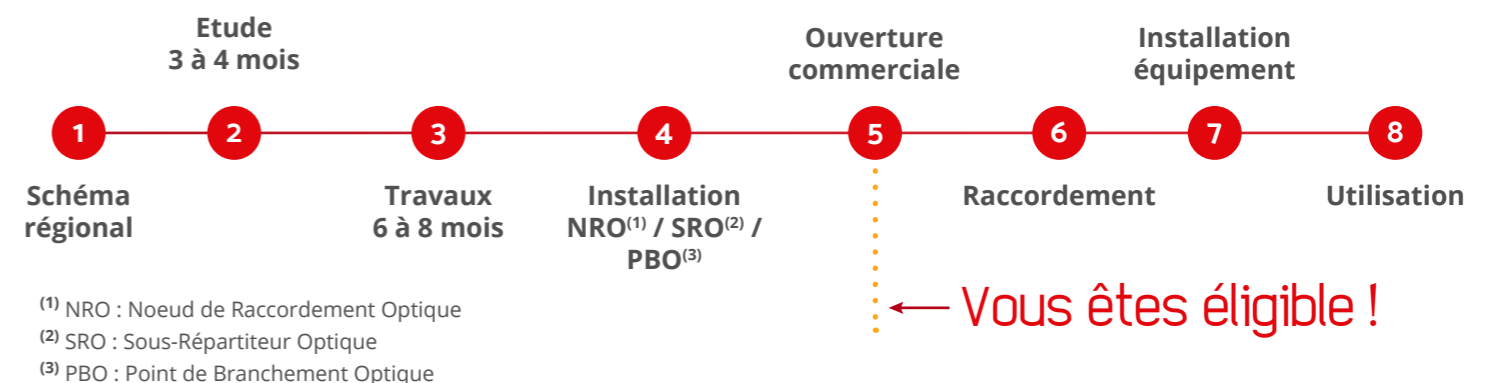 Etude
3 à 4 mois
Ouverture
commerciale
Installation
équipement
1
2
3
4
5
6
7
8
Schéma
régional
Travaux
6 à 8 mois
Installation
NRO(1) / SRO(2) /
PBO(3)
Raccordement
Utilisation
Vous êtes éligible !
(1) NRO : Noeud de Raccordement Optique
(2) SRO : Sous-Répartiteur Optique
(3) PBO : Point de Branchement Optique